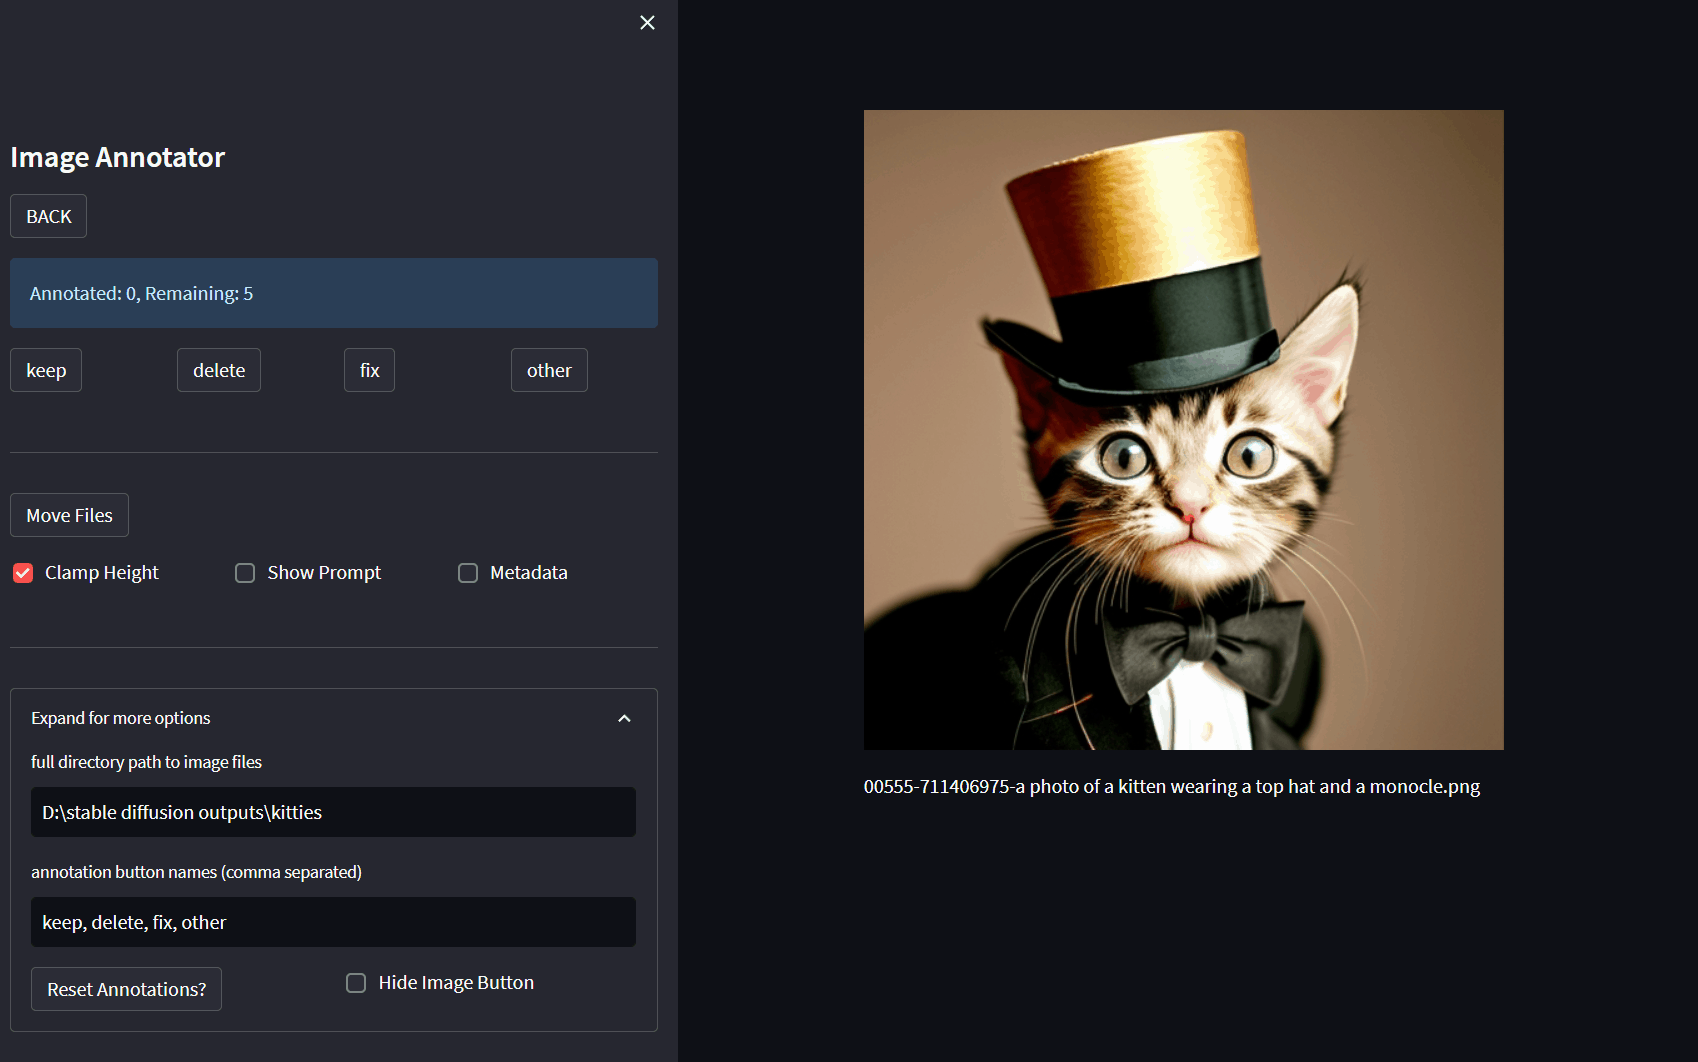 Image Annotator
BACK
Annotated: 0, Remaining: 5
keep delete fix other
Move Files
Clamp Height Show Prompt Metadata
Expand for more options
full directory path to image files
D:\stable diffusion outputs\kitties
annotation button names (comma separated)
keep, delete, fix, other
Reset Annotations? Hide Image Button
00555-711406975-a photo of a kitten wearing a top hat and a monocle.png